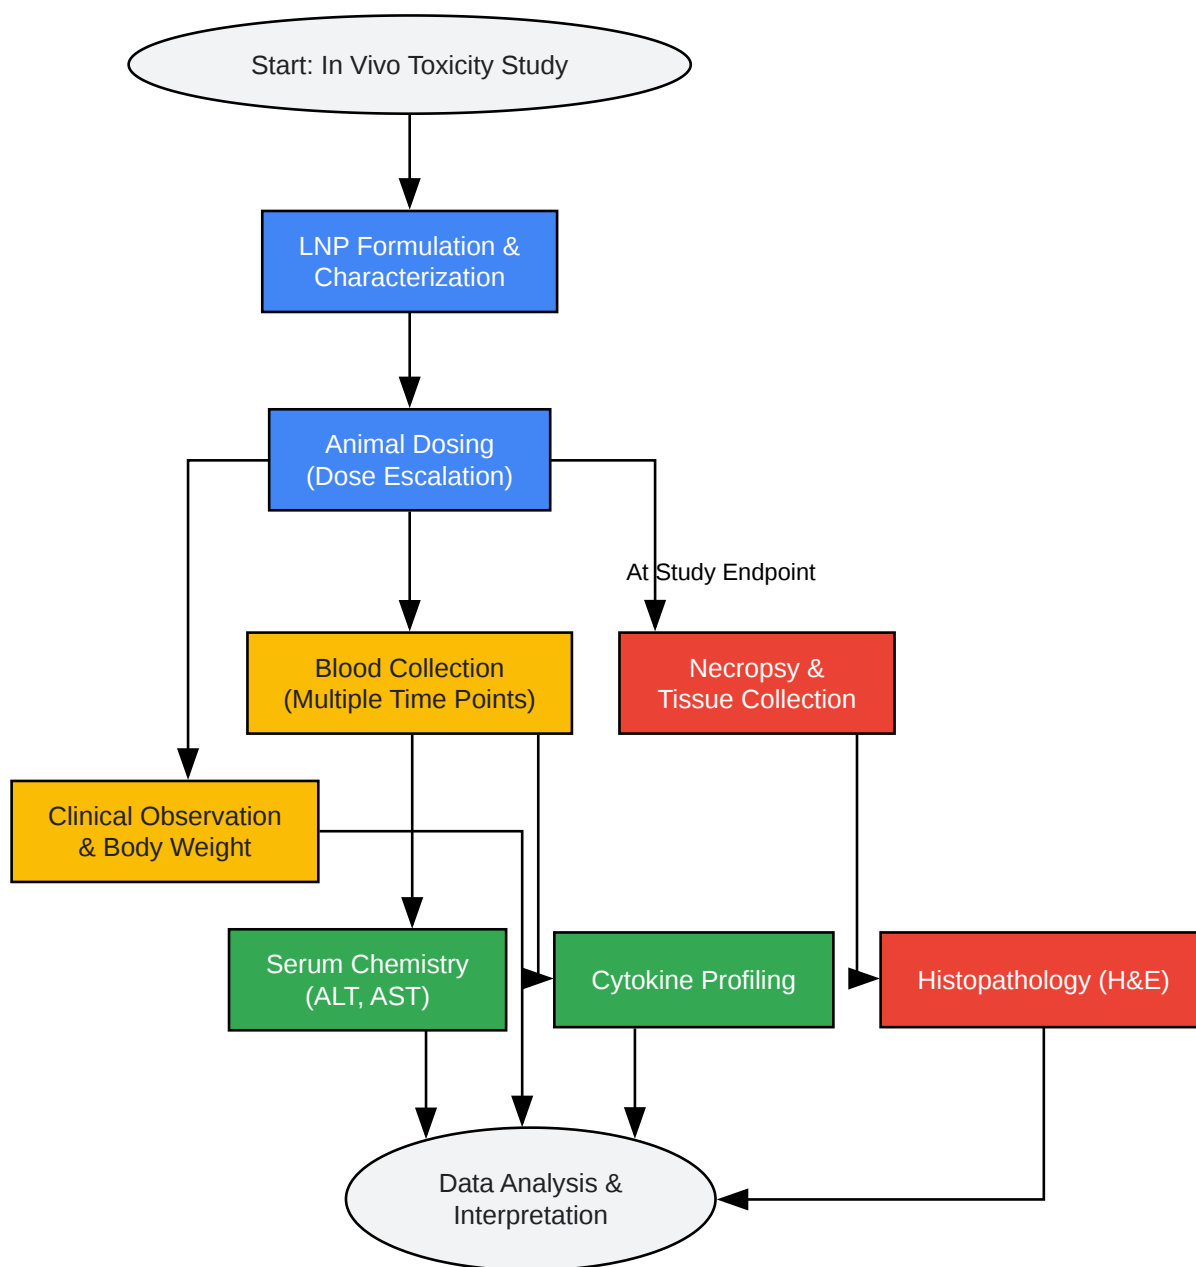 Start: In Vivo Toxicity Study
LNP Formulation &
Characterization
Animal Dosing
(Dose Escalation)
At Study Endpoint
Blood Collection
(Multiple Time Points)
Necropsy &
Tissue Collection
Clinical Observation
& Body Weight
Serum Chemistry
(ALT, AST)
Cytokine Profiling
Histopathology (H&E)
Data Analysis &
Interpretation